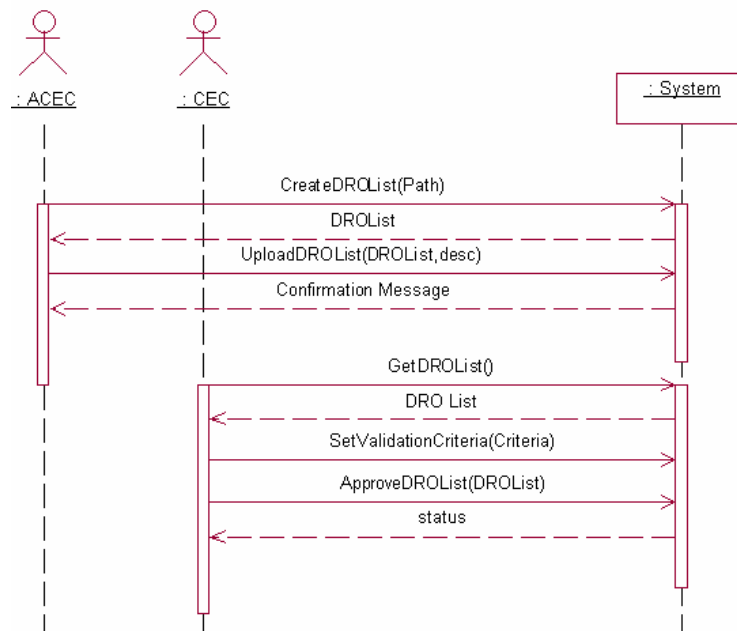 : ACEC
: CEC
: System
CreateDROList(Path)
DROList
UploadDROList(DROList,desc)
Confirmation Message
GetDROList()
DRO List
SetValidationCriteria(Criteria)
ApproveDROList(DROList)
status